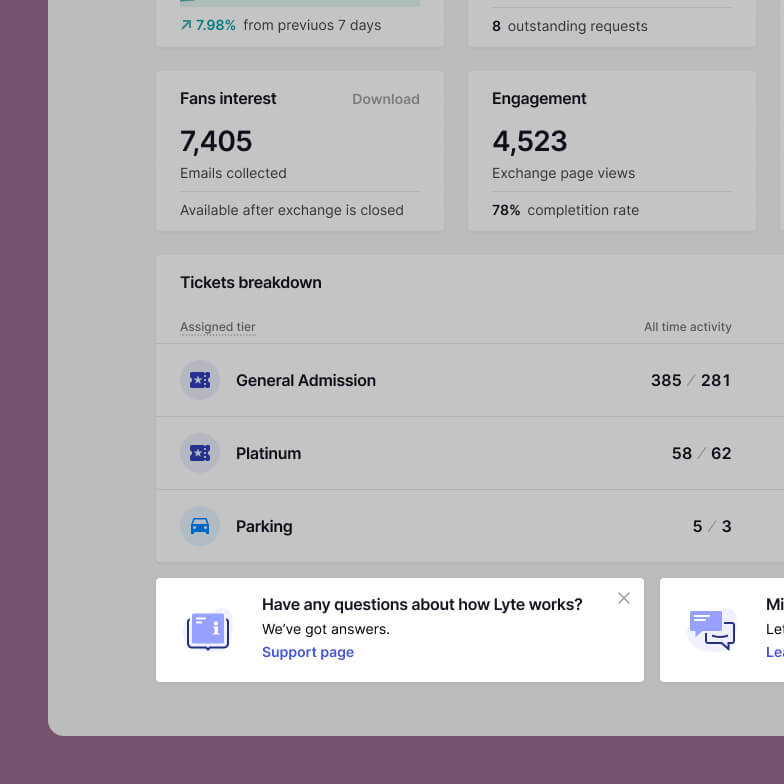 7.98% from previuos 7 days
8 outstanding requests
Fans interest
Download
7,405
Emails collected
Available after exchange is closed
Engagement
4,523
Exchange page views
78% completition rate
Tickets breakdown
Assigned tier
All time activity
General Admission
385 / 281
Platinum
58 / 62
Parking
5 / 3
Have any questions about how Lyte works?
We’ve got answers.
Support page